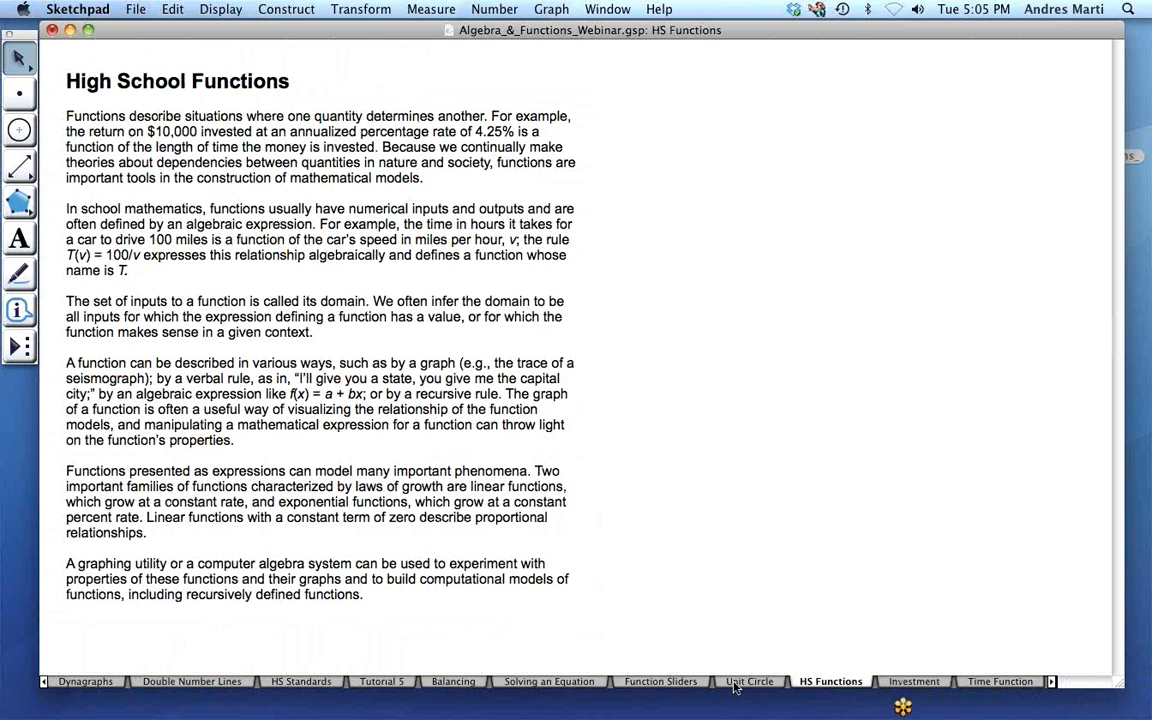 Sketchpad File Edit Display Construct Transform Measure Number Graph Window Help Tue 5:05 PM Andres Marti
Algebra_&_Functions_Webinar.gsp: HS Functions
High School Functions
Functions describe situations where one quantity determines another. For example,
the return on $10,000 invested at an annualized percentage rate of 4.25% is a
function of the length of time the money is invested. Because we continually make
theories about dependencies between quantities in nature and society, functions are
important tools in the construction of mathematical models.
In school mathematics, functions usually have numerical inputs and outputs and are
often defined by an algebraic expression. For example, the time in hours it takes for
a car to drive 100 miles is a function of the car's speed in miles per hour, v; the rule
T(v) = 100/v expresses this relationship algebraically and defines a function whose
name is T.
The set of inputs to a function is called its domain. We often infer the domain to be
all inputs for which the expression defining a function has a value, or for which the
function makes sense in a given context.
A function can be described in various ways, such as by a graph (e.g., the trace of a
seismograph); by a verbal rule, as in, "I'll give you a state, you give me the capital
city;" by an algebraic expression like f(x) = a + bx; or by a recursive rule. The graph
of a function is often a useful way of visualizing the relationship of the function
models, and manipulating a mathematical expression for a function can throw light
on the function's properties.
Functions presented as expressions can model many important phenomena. Two
important families of functions characterized by laws of growth are linear functions,
which grow at a constant rate, and exponential functions, which grow at a constant
percent rate. Linear functions with a constant term of zero describe proportional
relationships.
A graphing utility or a computer algebra system can be used to experiment with
properties of these functions and their graphs and to build computational models of
functions, including recursively defined functions.
Dynagraphs Double Number Lines HS Standards Tutorial 5 Balancing Solving an Equation Function Sliders Unit Circle HS Functions Investment Time Function